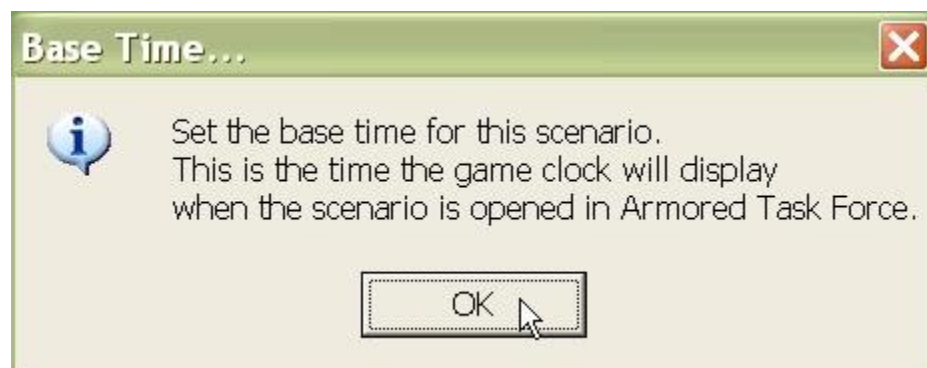 Base Time...
Set the base time for this scenario.
This is the time the game clock will display
when the scenario is opened in Armored Task Force.
OK